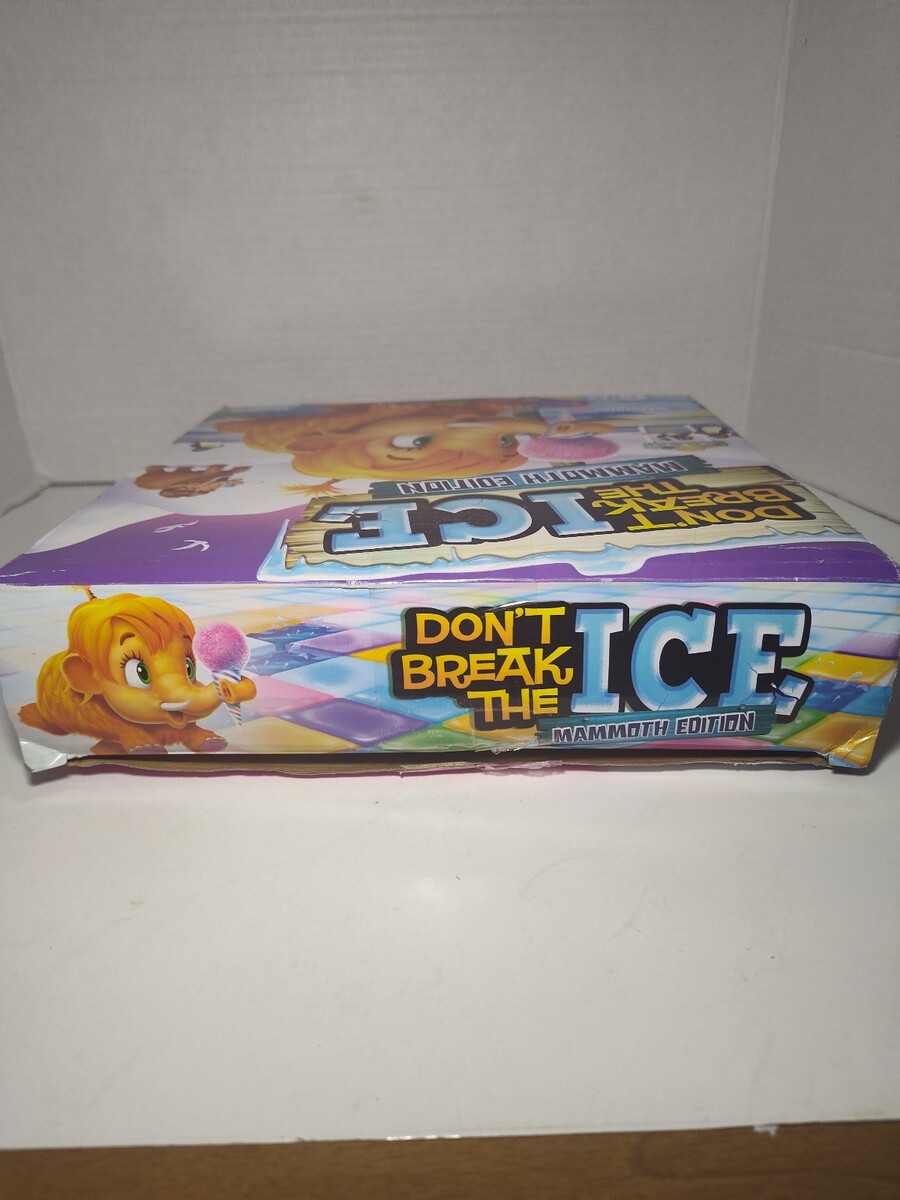 MAMMOTH EDITION
DON'T
BREAK
THE
ICE
DON'T
BREAK
THE
ICE
MAMMOTH EDITION